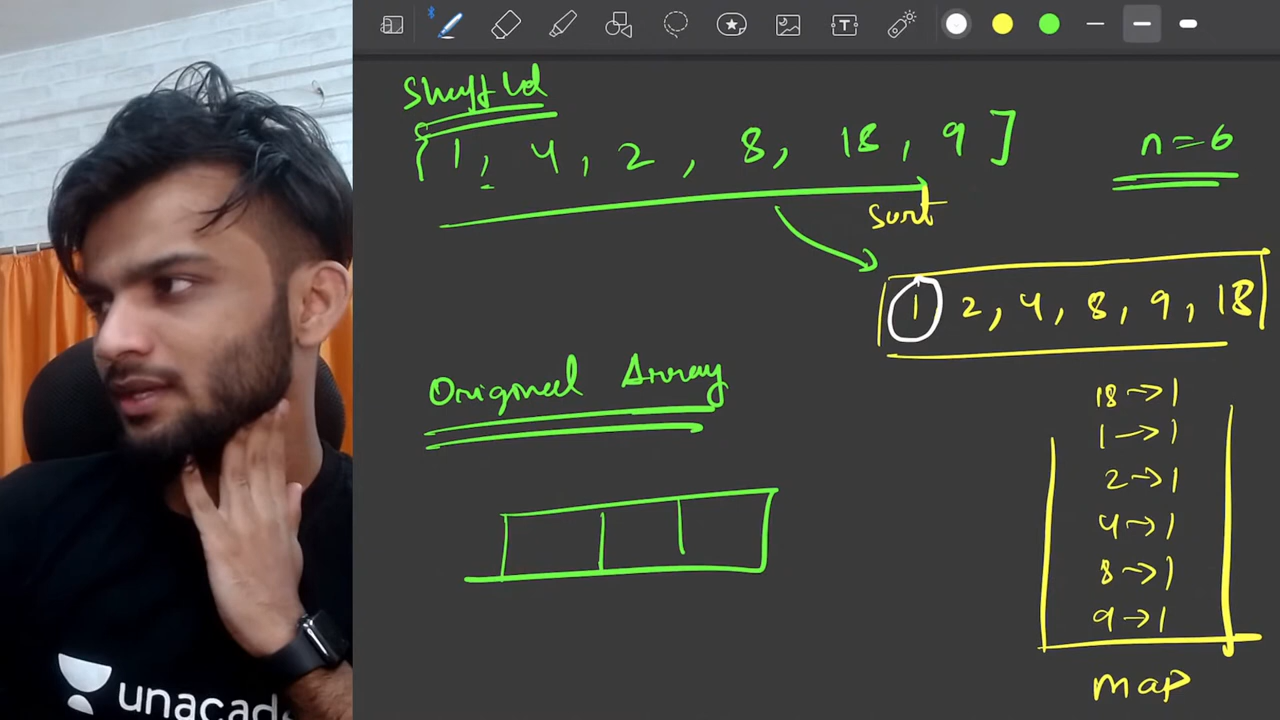 Shuffled
[1, 4, 2, 8, 18, 9]
n=6
sort
1 2, 4, 8, 9, 18
Original Array
18→1
1→1
2→1
4→1
8→1
9→1
map
unacade
T